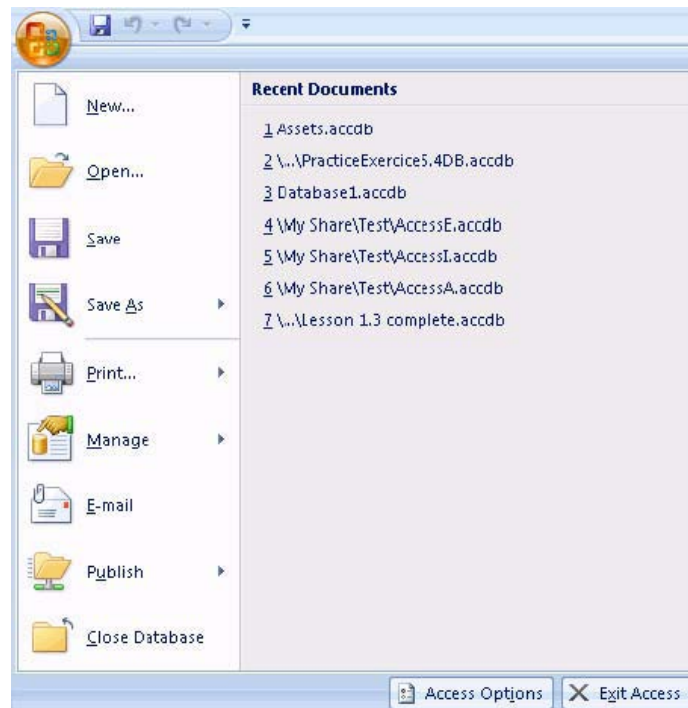 New...
Open...
Save
Save As
Print...
Manage
E-mail
Publish
Close Database
Recent Documents
1 Assets.accdb
2 \...\PracticeExercice5.4DB.accdb
3 Database1.accdb
4 \My Share\Test\AccessE.accdb
5 \My Share\Test\AccessI.accdb
6 \My Share\Test\AccessA.accdb
7 \...\Lesson 1.3 complete.accdb
Access Options
Exit Access